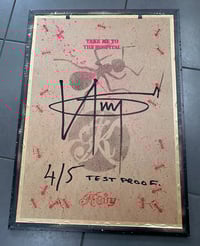 TAKE ME TO
THE HOSPITAL
4/5 TEST PROOF.